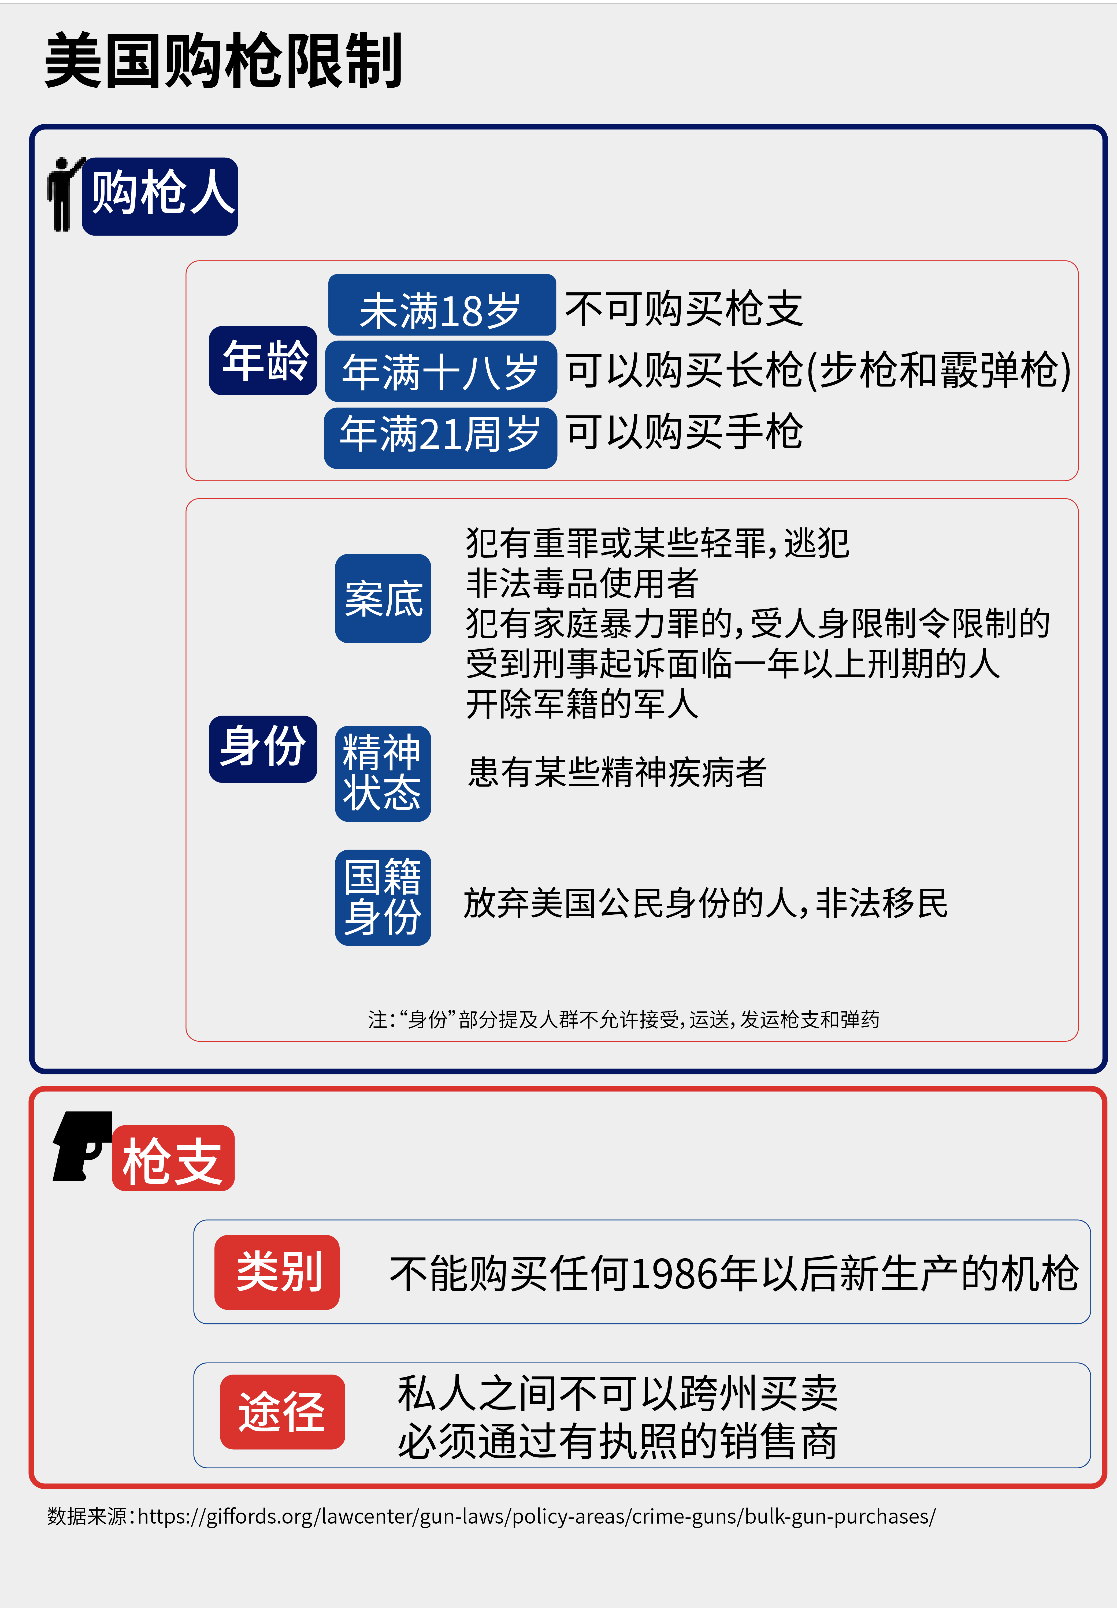 美国购枪限制
购枪人
年龄
未满18岁 不可购买枪支
年满十八岁 可以购买长枪(步枪和霰弹枪)
年满21周岁 可以购买手枪
身份
案底
犯有重罪或某些轻罪，逃犯
非法毒品使用者
犯有家庭暴力罪的，受人身限制令限制的
受到刑事起诉面临一年以上刑期的人
开除军籍的军人
精神
状态
患有某些精神疾病者
国籍
身份
放弃美国公民身份的人，非法移民
注：“身份”部分提及人群不允许接受，运送，发运枪支和弹药
枪支
类别
不能购买任何1986年以后新生产的机枪
途径
私人之间不可以跨州买卖
必须通过有执照的销售商
数据来源：https://giffords.org/lawcenter/gun-laws/policy-areas/crime-guns/bulk-gun-purchases/